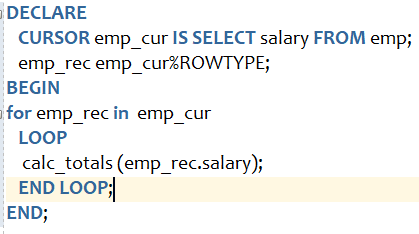 DECLARE
CURSOR emp_cur IS SELECT salary FROM emp;
emp_rec emp_cur%ROWTYPE;
BEGIN
for emp_rec in emp_cur
LOOP
calc_totals (emp_rec.salary);
END LOOP;
END;